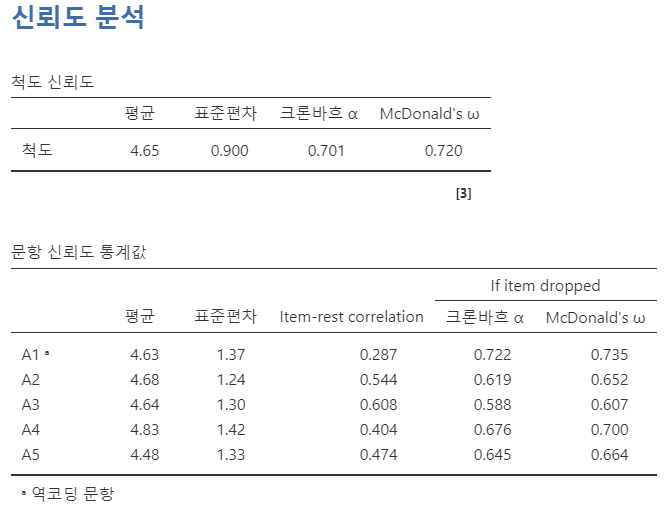 신뢰도 분석
척도 신뢰도
평균 표준편차 크론바흐 α McDonald's ω
척도 4.65 0.900 0.701 0.720
[3]
문항 신뢰도 통계값
If item dropped
평균 표준편차 Item-rest correlation 크론바흐 α McDonald's ω
A1 ᵃ 4.63 1.37 0.287 0.722 0.735
A2 4.68 1.24 0.544 0.619 0.652
A3 4.64 1.30 0.608 0.588 0.607
A4 4.83 1.42 0.404 0.676 0.700
A5 4.48 1.33 0.474 0.645 0.664
ᵃ 역코딩 문항